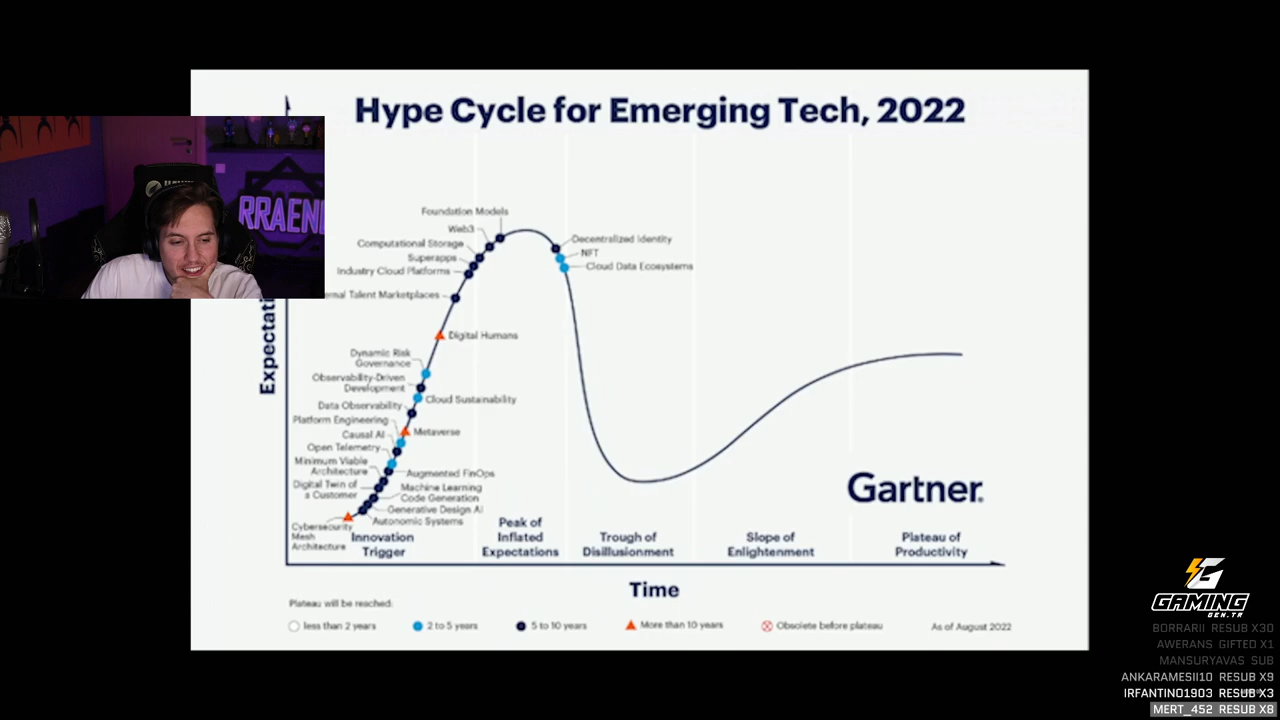 Hype Cycle for Emerging Tech, 2022
RRAEN
Foundation Models
Web3
Computational Storage
Superapps
Industry Cloud Platforms
Talent Marketplaces
Decentralized Identity
NFT
Cloud Data Ecosystems
Digital Humans
Dynamic Risk
Governance
Observability-Driven
Development
Cloud Sustainability
Data Observability
Platform Engineering
Metaverse
Causal AI
Open Telemetry
Minimum Viable
Architecture
Augmented FinOps
Digital Twin of
a Customer
Machine Learning
Code Generation
Generative Design AI
Autonomic Systems
Cybersecurity
Mesh
Architecture
Expectati
Innovation
Trigger
Peak of
Inflated
Expectations
Trough of
Disillusionment
Slope of
Enlightenment
Plateau of
Productivity
Gartner.
Time
Plateau will be reached:
less than 2 years
2 to 5 years
5 to 10 years
More than 10 years
Obsolete before plateau
As of August 2022
GAMING
GEN.TR
BORRARII RESUB X30
AWERANS GIFTED X1
MANSURYAVAS SUB
ANKARAMESII10 RESUB X9
IRFANTINO1903 RESUB X3
MERT_452 RESUB X8